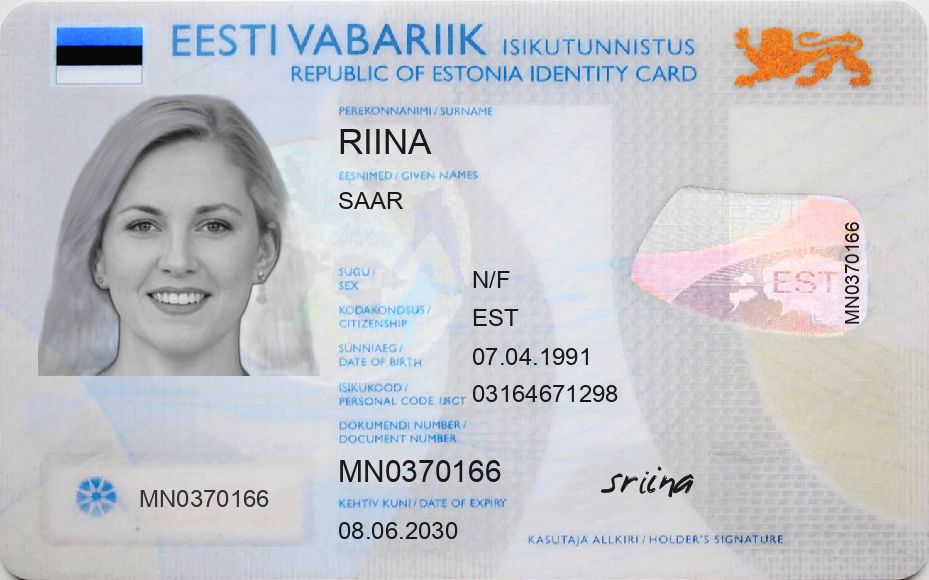 EESTI VABARIIK ISIKUTUNNISTUS
REPUBLIC OF ESTONIA IDENTITY CARD
PEREKONNANIMI / SURNAME
RIINA
EESNIMED / GIVEN NAMES
SAAR
SUGU /
SEX
N/F
KODAKONDSUS /
CITIZENSHIP
EST
SÜNNIAEG /
DATE OF BIRTH
07.04.1991
ISIKUKOOD /
PERSONAL CODE
03164671298
DOKUMENDI NUMBER /
DOCUMENT NUMBER
MN0370166
KEHTIV KUNI / DATE OF EXPIRY
08.06.2030
MN0370166
EST
MN0370166
sriina
KASUTAJA ALLKIRI / HOLDER'S SIGNATURE